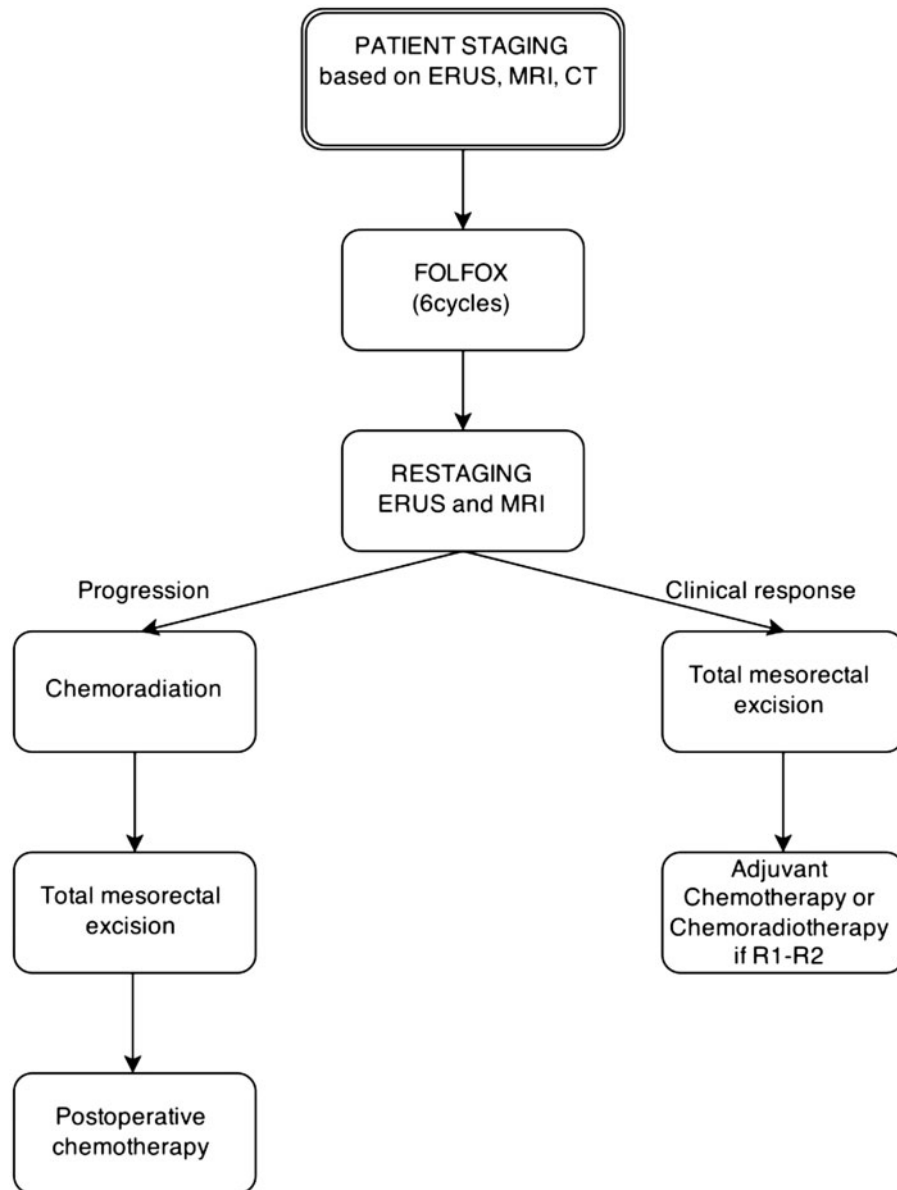 PATIENT STAGING
based on ERUS, MRI, CT
FOLFOX
(6cycles)
RESTAGING
ERUS and MRI
Progression
Clinical response
Chemoradiation
Total mesorectal
excision
Total mesorectal
excision
Adjuvant
Chemotherapy or
Chemoradiotherapy
if R1-R2
Postoperative
chemotherapy